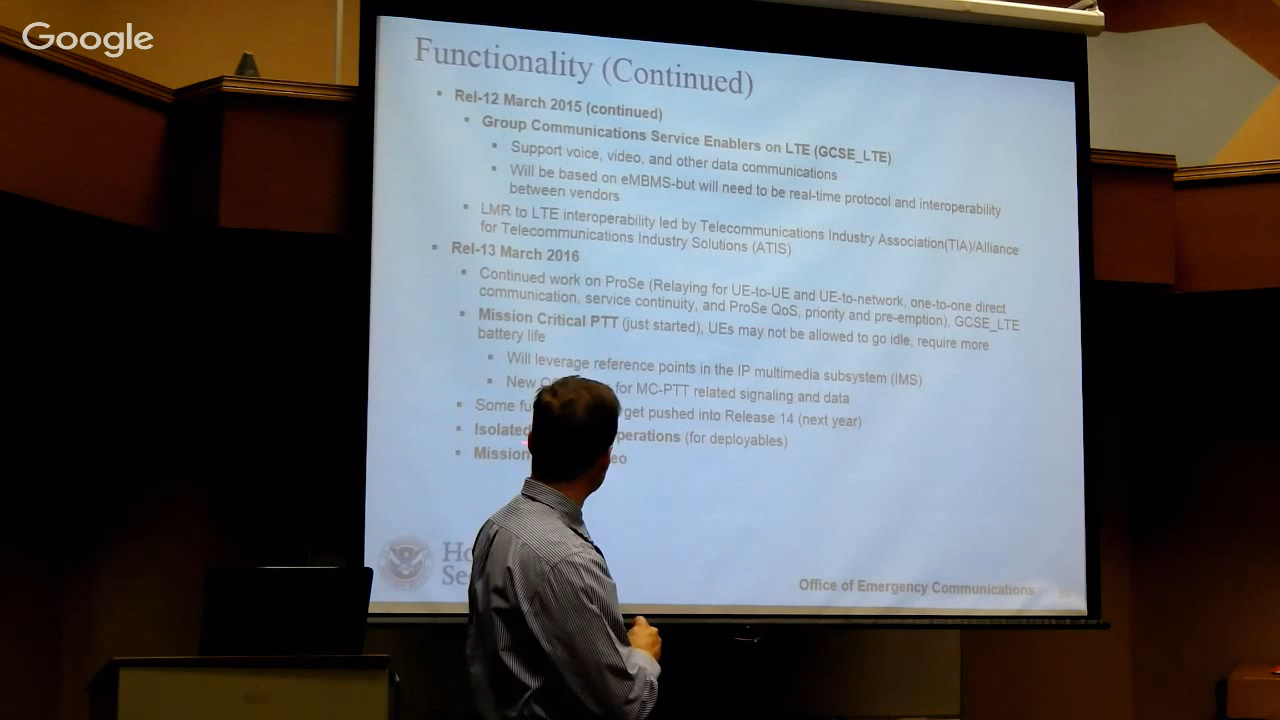 Google
Functionality (Continued)
Rel-12 March 2015 (continued)
Group Communications Service Enablers on LTE (GCSE_LTE)
Support voice, video, and other data communications
Will be based on eMBMS-but will need to be real-time protocol and interoperability
between vendors
LMR to LTE interoperability led by Telecommunications Industry Association(TIA)/Alliance
for Telecommunications Industry Solutions (ATIS)
Rel-13 March 2016
Continued work on ProSe (Relaying for UE-to-UE and UE-to-network, one-to-one direct
communication, service continuity, and ProSe QoS, priority and pre-emption), GCSE_LTE
Mission Critical PTT (just started), UEs may not be allowed to go idle, require more
battery life
Will leverage reference points in the IP multimedia subsystem (IMS)
New for MC-PTT related signaling and data
Some get pushed into Release 14 (next year)
Isolated perations (for deployables)
Mission eo
Office of Emergency Communications